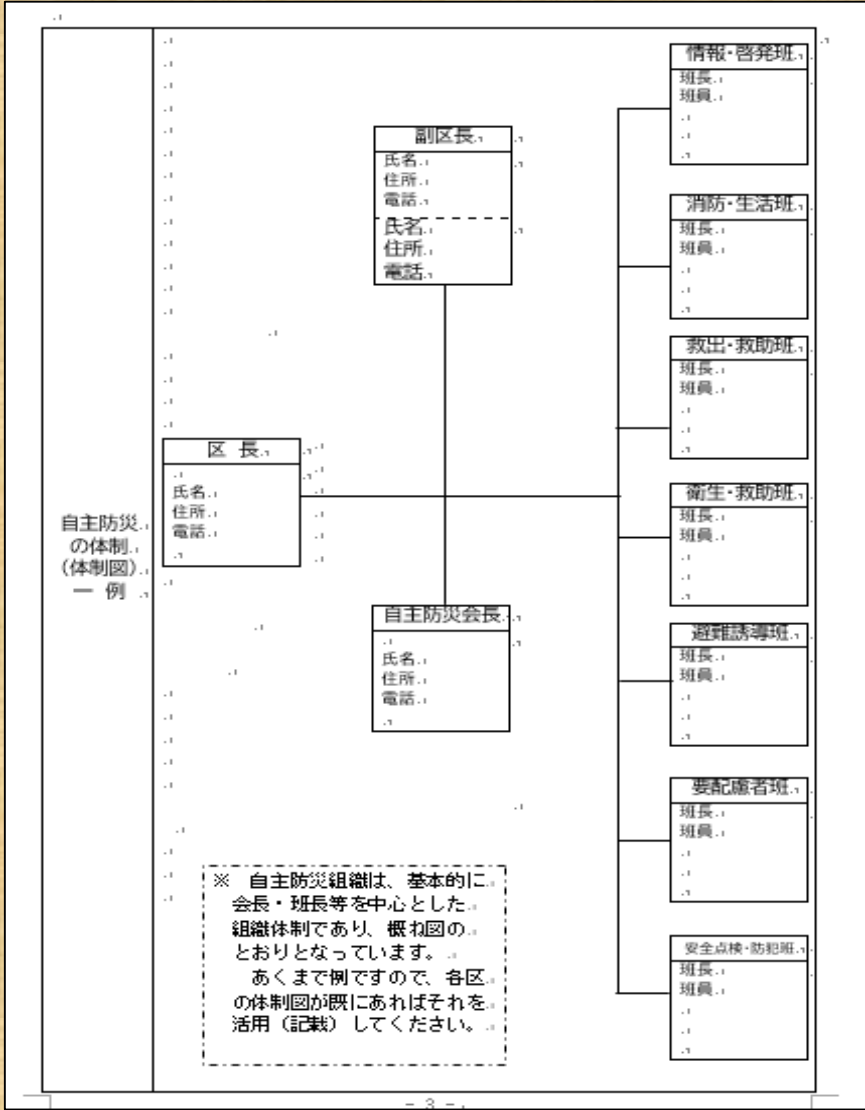 自主防災
の体制
(体制図)
一 例
区 長
氏名
住所
電話
副区長
氏名
住所
電話
氏名
住所
電話
自主防災会長
氏名
住所
電話
情報・啓発班
班長
班員
消防・生活班
班長
班員
救出・救助班
班長
班員
衛生・救助班
班長
班員
避難誘導班
班長
班員
要配慮者班
班長
班員
安全点検・防犯班
班長
班員
※ 自主防災組織は、基本的に
会長・班長等を中心とした
組織体制であり、概ね図の
とおりとなっています。
あくまで例ですので、各区
の体制図が既にあればそれを
活用（記載）してください。
- 3 -